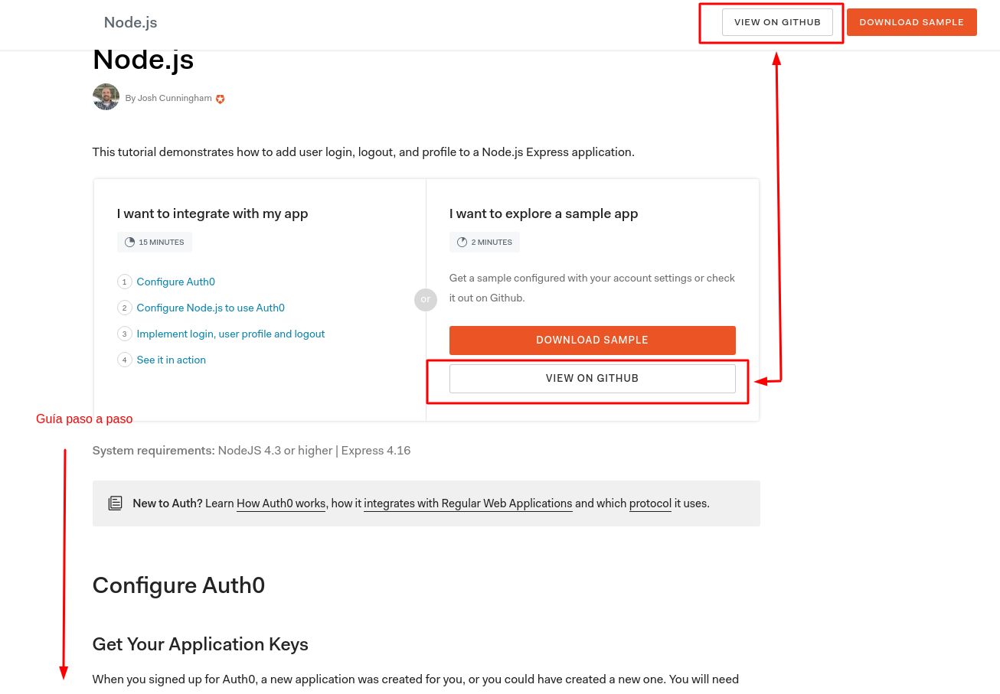 Node.js
VIEW ON GITHUB
DOWNLOAD SAMPLE
Node.js
By Josh Cunningham
This tutorial demonstrates how to add user login, logout, and profile to a Node.js Express application.
I want to integrate with my app
15 MINUTES
1 Configure Auth0
2 Configure Node.js to use Auth0
3 Implement login, user profile and logout
4 See it in action
or
I want to explore a sample app
2 MINUTES
Get a sample configured with your account settings or check
it out on Github.
DOWNLOAD SAMPLE
VIEW ON GITHUB
Guía paso a paso
System requirements: NodeJS 4.3 or higher | Express 4.16
New to Auth? Learn How Auth0 works, how it integrates with Regular Web Applications and which protocol it uses.
Configure Auth0
Get Your Application Keys
When you signed up for Auth0, a new application was created for you, or you could have created a new one. You will need